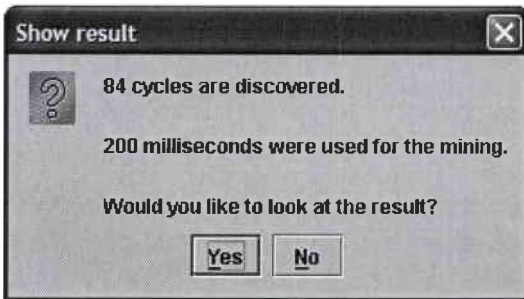 Show result
84 cycles are discovered.
200 milliseconds were used for the mining.
Would you like to look at the result?
Yes No